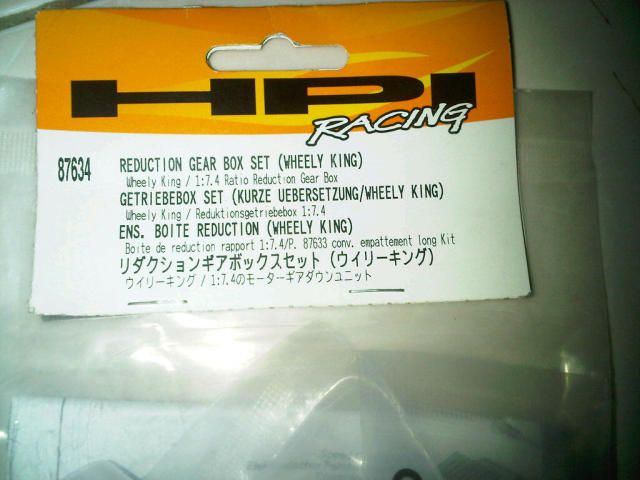 HPI
RACING
87634 REDUCTION GEAR BOX SET (WHEELY KING)
Wheely King / 1:7.4 Ratio Reduction Gear Box
GETRIEBEBOX SET (KURZE UEBERSETZUNG/WHEELY KING)
Wheely King / Reduktionsgetriebebox 1:7.4
ENS. BOITE REDUCTION (WHEELY KING)
Boite de reduction rapport 1:7.4/P. 87633 conv. empattement long Kit
リダクションギアボックスセット (ウイリーキング)
ウイリーキング / 1:7.4のモーターギアダウンユニット